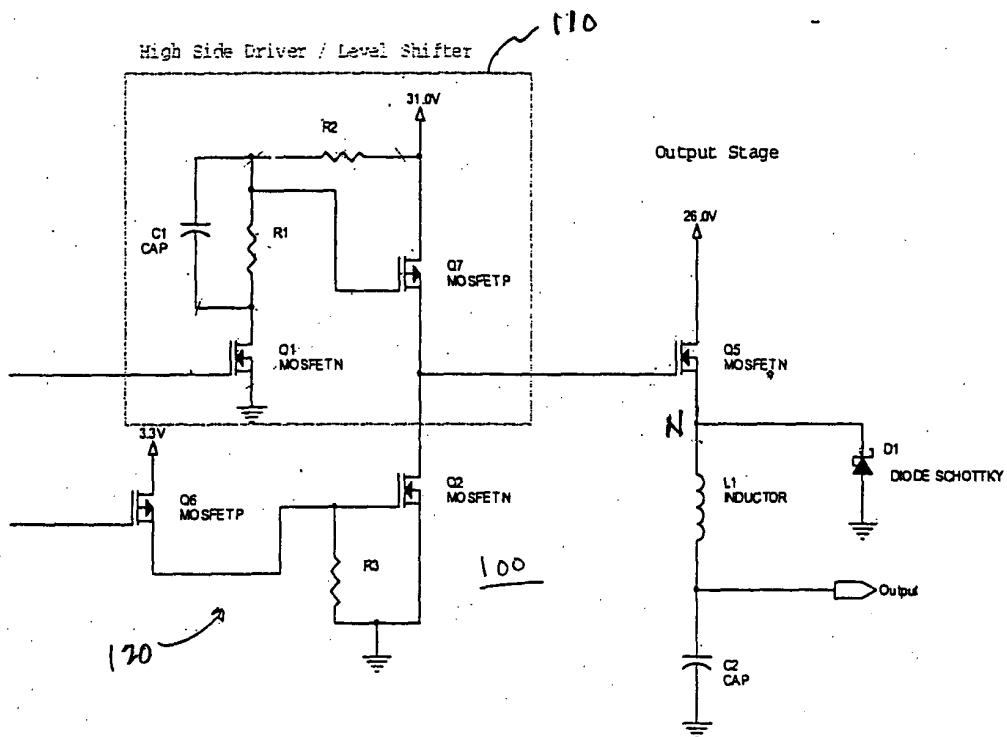 110
High Side Driver / Level Shifter
31.0V
R2
Output Stage
26.0V
C1
CAP
R1
Q7
MOSFETP
Q1
MOSFETN
Q5
MOSFETN
N
3.3V
D1
DIODE SCHOTTKY
Q6
MOSFETP
Q2
MOSFETN
L1
INDUCTOR
R3
100
Output
120
C2
CAP